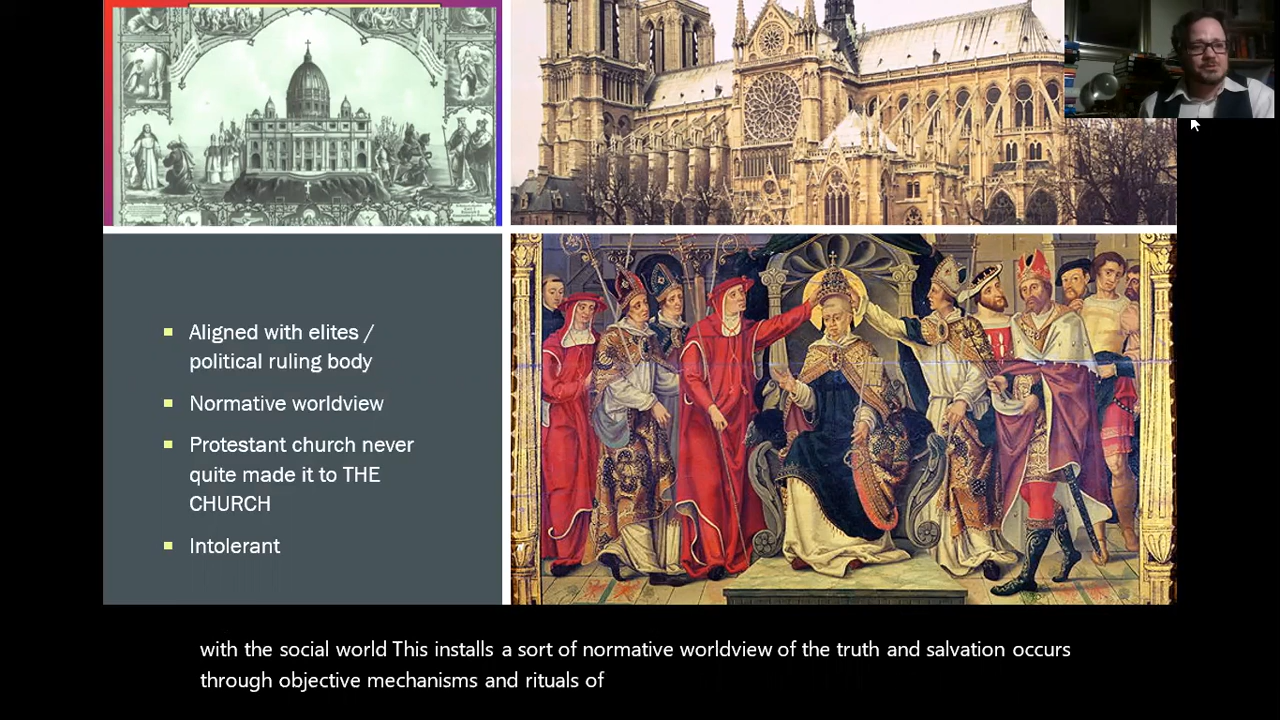 Aligned with elites /
political ruling body
Normative worldview
Protestant church never
quite made it to THE
CHURCH
Intolerant
with the social world This installs a sort of normative worldview of the truth and salvation occurs
through objective mechanisms and rituals of